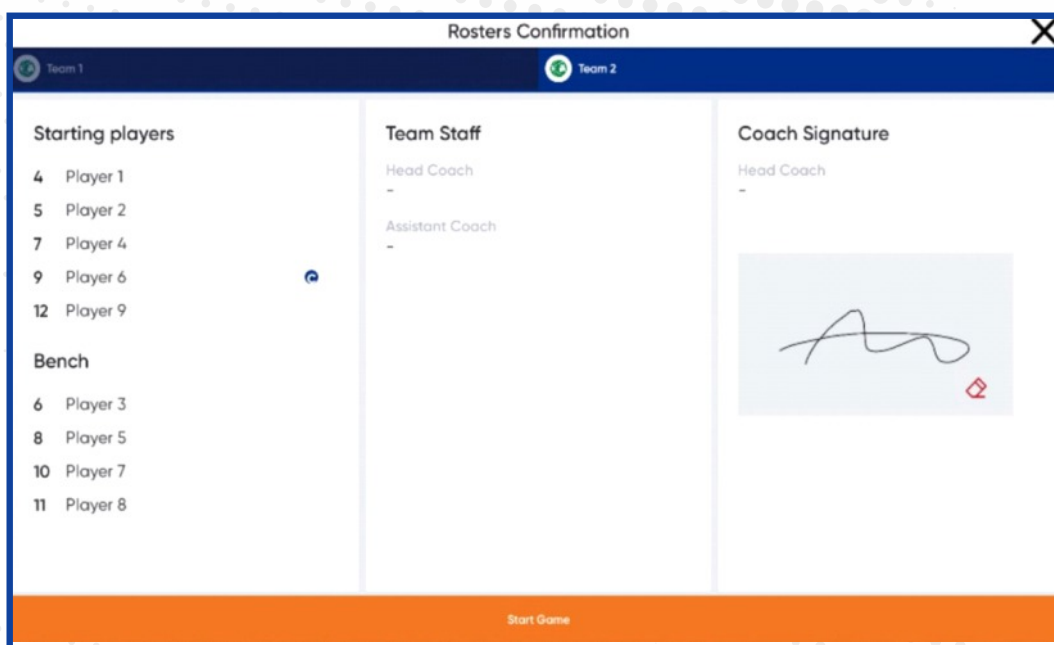 Rosters Confirmation
Team 1
Team 2
Starting players
4 Player 1
5 Player 2
7 Player 4
9 Player 6 C
12 Player 9
Bench
6 Player 3
8 Player 5
10 Player 7
11 Player 8
Team Staff
Head Coach
-
Assistant Coach
-
Coach Signature
Head Coach
-
Start Game